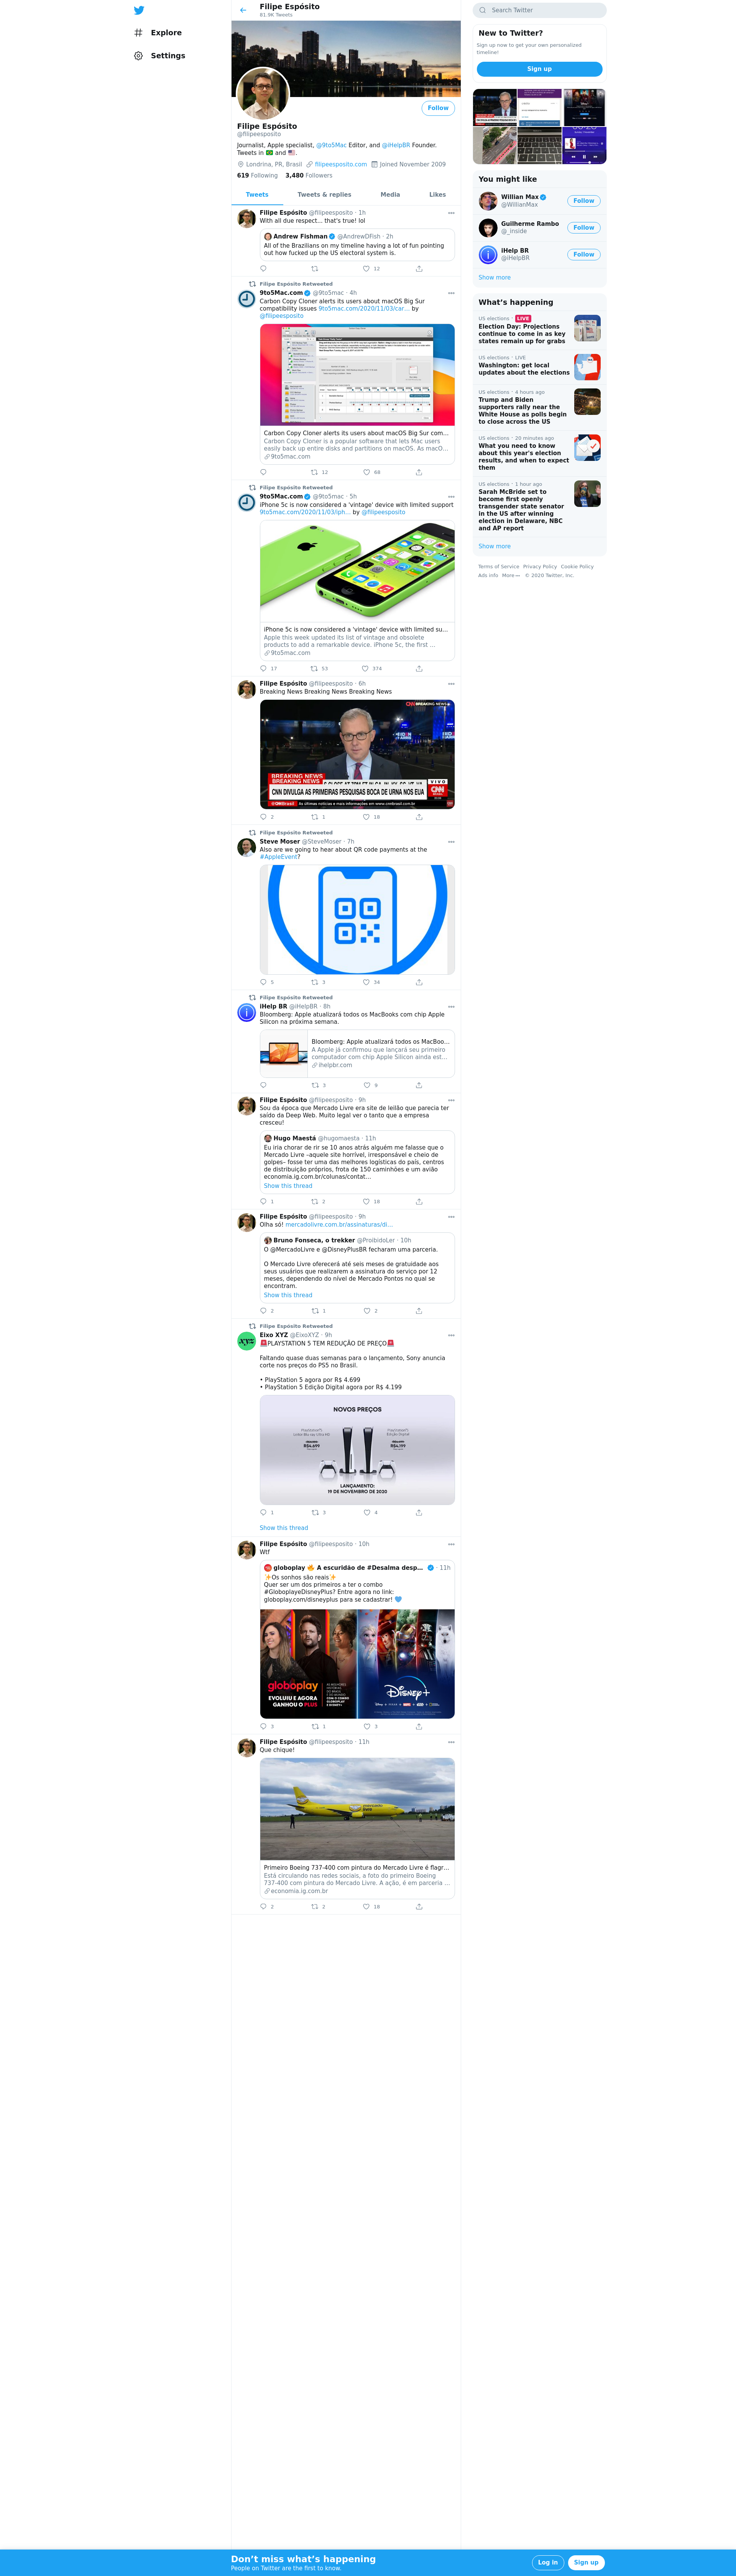 Explore
Settings
Filipe Espósito
81.9K Tweets
Follow
Filipe Espósito
@filipeesposito
Journalist, Apple specialist, @9to5Mac Editor, and @iHelpBR Founder.
Tweets in 🇧🇷 and 🇺🇸.
Londrina, PR, Brasil filipeesposito.com Joined November 2009
619 Following 3,480 Followers
Tweets Tweets & replies Media Likes
Filipe Espósito @filipeesposito · 1h
With all due respect... that's true! lol
Andrew Fishman @AndrewDFish · 2h
All of the Brazilians on my timeline having a lot of fun pointing
out how fucked up the US electoral system is.
12
Filipe Espósito Retweeted
9to5Mac.com @9to5mac · 4h
Carbon Copy Cloner alerts its users about macOS Big Sur
compatibility issues 9to5mac.com/2020/11/03/car... by
@filipeesposito
Carbon Copy Cloner alerts its users about macOS Big Sur com...
Carbon Copy Cloner is a popular software that lets Mac users
easily back up entire disks and partitions on macOS. As macO...
9to5mac.com
12 68
Filipe Espósito Retweeted
9to5Mac.com @9to5mac · 5h
iPhone 5c is now considered a 'vintage' device with limited support
9to5mac.com/2020/11/03/iph... by @filipeesposito
iPhone 5c is now considered a 'vintage' device with limited su...
Apple this week updated its list of vintage and obsolete
products to add a remarkable device. iPhone 5c, the first ...
9to5mac.com
17 53 374
Filipe Espósito @filipeesposito · 6h
Breaking News Breaking News Breaking News
CNN BREAKING NEWS
BREAKING NEWS
BREAKING NEWS
VIVO
CNN DIVULGA AS PRIMEIRAS PESQUISAS BOCA DE URNA NOS EUA
CNN
@CNNBrasil Às últimas notícias e mais informações em www.cnnbrasil.com.br
2 1 18
Filipe Espósito Retweeted
Steve Moser @SteveMoser · 7h
Also are we going to hear about QR code payments at the
#AppleEvent?
5 3 34
Filipe Espósito Retweeted
iHelp BR @iHelpBR · 8h
Bloomberg: Apple atualizará todos os MacBooks com chip Apple
Silicon na próxima semana.
Bloomberg: Apple atualizará todos os MacBoo...
A Apple já confirmou que lançará seu primeiro
computador com chip Apple Silicon ainda est...
ihelpbr.com
3 9
Filipe Espósito @filipeesposito · 9h
Sou da época que Mercado Livre era site de leilão que parecia ter
saído da Deep Web. Muito legal ver o tanto que a empresa
cresceu!
Hugo Maestá @hugomaesta · 11h
Eu iria chorar de rir se 10 anos atrás alguém me falasse que o
Mercado Livre –aquele site horrível, irresponsável e cheio de
golpes– fosse ter uma das melhores logísticas do país, centros
de distribuição próprios, frota de 150 caminhões e um avião
economia.ig.com.br/colunas/contat...
Show this thread
1 2 18
Filipe Espósito @filipeesposito · 9h
Olha só! mercadolivre.com.br/assinaturas/di...
Bruno Fonseca, o trekker @ProibidoLer · 10h
O @MercadoLivre e @DisneyPlusBR fecharam uma parceria.
O Mercado Livre oferecerá até seis meses de gratuidade aos
seus usuários que realizarem a assinatura do serviço por 12
meses, dependendo do nível de Mercado Pontos no qual se
encontram.
Show this thread
2 1 2
Filipe Espósito Retweeted
xyz
Eixo XYZ @EixoXYZ · 9h
🚨PLAYSTATION 5 TEM REDUÇÃO DE PREÇO🚨
Faltando quase duas semanas para o lançamento, Sony anuncia
corte nos preços do PS5 no Brasil.
• PlayStation 5 agora por R$ 4.699
• PlayStation 5 Edição Digital agora por R$ 4.199
NOVOS PREÇOS
R$4.699
R$4.199
LANÇAMENTO:
19 DE NOVEMBRO DE 2020
1 3 4
Show this thread
Filipe Espósito @filipeesposito · 10h
Wtf
globoplay 🔥 A escuridão de #Desalma desp... · 11h
✨Os sonhos são reais✨
Quer ser um dos primeiros a ter o combo
#GloboplayeDisneyPlus? Entre agora no link:
globoplay.com/disneyplus para se cadastrar! 💙
globoplay
EVOLUIU E AGORA
GANHOU O PLUS
Disney+
3 1 3
Filipe Espósito @filipeesposito · 11h
Que chique!
Primeiro Boeing 737-400 com pintura do Mercado Livre é flagr...
Está circulando nas redes sociais, a foto do primeiro Boeing
737-400 com pintura do Mercado Livre. A ação, é em parceria ...
economia.ig.com.br
2 2 18
Search Twitter
New to Twitter?
Sign up now to get your own personalized
timeline!
Sign up
You might like
Willian Max
@WillianMax
Follow
Guilherme Rambo
@_inside
Follow
iHelp BR
@iHelpBR
Follow
Show more
What's happening
US elections · LIVE
Election Day: Projections
continue to come in as key
states remain up for grabs
US elections · LIVE
Washington: get local
updates about the elections
US elections · 4 hours ago
Trump and Biden
supporters rally near the
White House as polls begin
to close across the US
US elections · 20 minutes ago
What you need to know
about this year's election
results, and when to expect
them
US elections · 1 hour ago
Sarah McBride set to
become first openly
transgender state senator
in the US after winning
election in Delaware, NBC
and AP report
Show more
Terms of Service Privacy Policy Cookie Policy
Ads info More © 2020 Twitter, Inc.
Don't miss what's happening
People on Twitter are the first to know.
Log in
Sign up